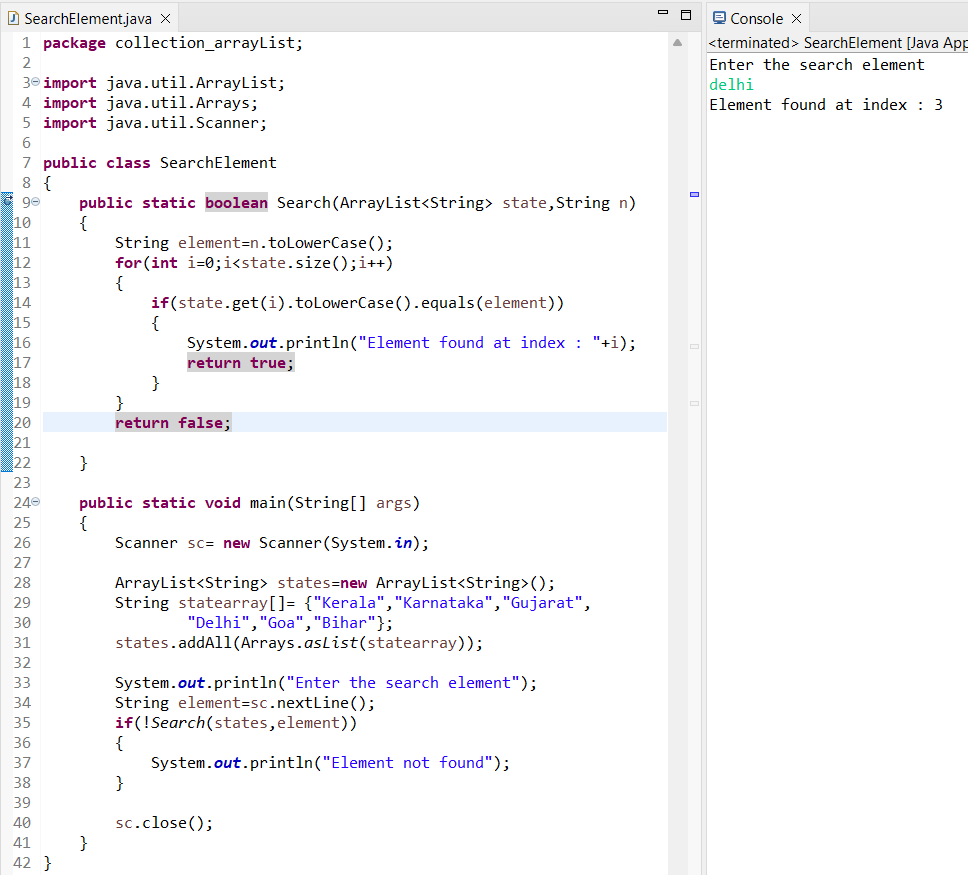 SearchElement.java
1 package collection_arrayList;
2
3 import java.util.ArrayList;
4 import java.util.Arrays;
5 import java.util.Scanner;
6
7 public class SearchElement
8 {
9     public static boolean Search(ArrayList<String> state,String n)
10     {
11         String element=n.toLowerCase();
12         for(int i=0;i<state.size();i++)
13         {
14             if(state.get(i).toLowerCase().equals(element))
15             {
16                 System.out.println("Element found at index : "+i);
17                 return true;
18             }
19         }
20         return false;
21
22     }
23
24     public static void main(String[] args)
25     {
26         Scanner sc= new Scanner(System.in);
27
28         ArrayList<String> states=new ArrayList<String>();
29         String statearray[]= {"Kerala","Karnataka","Gujarat",
30                 "Delhi","Goa","Bihar"};
31         states.addAll(Arrays.asList(statearray));
32
33         System.out.println("Enter the search element");
34         String element=sc.nextLine();
35         if(!Search(states,element))
36         {
37             System.out.println("Element not found");
38         }
39
40         sc.close();
41     }
42 }
Console
<terminated> SearchElement [Java App
Enter the search element
delhi
Element found at index : 3